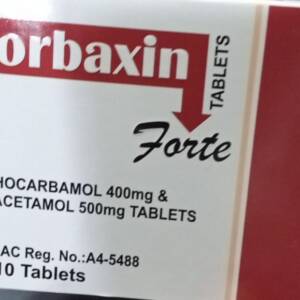 orbaxin
TABLETS
Forte
HOCARBAMOL 400mg &
ACETAMOL 500mg TABLETS
AC Reg. No.:A4-5488
10 Tablets